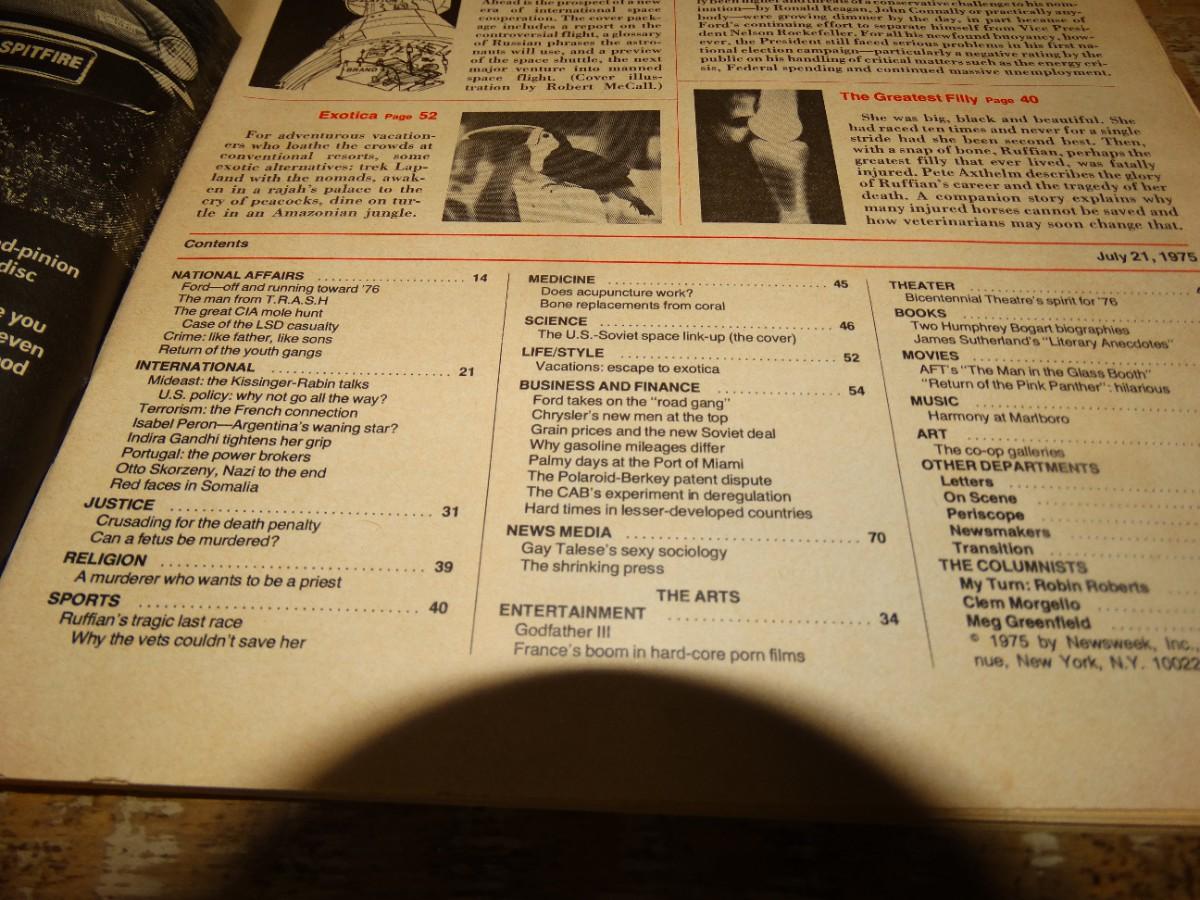 SPITFIRE
d-pinion
disc
e you
even
ood
BRAND
Ahead is the prospect of a new
era of international space
cooperation. The cover pack-
age includes a report on the
controversial flight, a glossary
of Russian phrases the astro-
nauts will use, and a preview
of the space shuttle, the next
major venture into manned
space flight. (Cover illus-
tration by Robert McCall.)
ly been higher and threats of a conservative challenge to his nom-
ination—by Ronald Reagan, John Connally or practically any-
body—were growing dimmer by the day, in part because of
Ford's continuing effort to separate himself from Vice Presi-
dent Nelson Rockefeller. For all his newfound buoyancy, how-
ever, the President still faced serious problems in his first na-
tional election campaign—particularly a negative rating by the
public on his handling of critical matters such as the energy cri-
sis, Federal spending and continued massive unemployment.
Exotica Page 52
For adventurous vacation-
ers who loathe the crowds at
conventional resorts, some
exotic alternatives: trek Lap-
land with the nomads, awak-
en in a rajah's palace to the
cry of peacocks, dine on tur-
tle in an Amazonian jungle.
The Greatest Filly Page 40
She was big, black and beautiful. She
had raced ten times and never for a single
stride had she been second best. Then,
with a snap of bone, Ruffian, perhaps the
greatest filly that ever lived, was fatally
injured. Pete Axthelm describes the glory
of Ruffian's career and the tragedy of her
death. A companion story explains why
many injured horses cannot be saved and
how veterinarians may soon change that.
Contents
July 21, 1975
NATIONAL AFFAIRS 14
Ford—off and running toward '76
The man from T.R.A.S.H
The great CIA mole hunt
Case of the LSD casualty
Crime: like father, like sons
Return of the youth gangs
INTERNATIONAL 21
Mideast: the Kissinger-Rabin talks
U.S. policy: why not go all the way?
Terrorism: the French connection
Isabel Peron—Argentina's waning star?
Indira Gandhi tightens her grip
Portugal: the power brokers
Otto Skorzeny, Nazi to the end
Red faces in Somalia
JUSTICE 31
Crusading for the death penalty
Can a fetus be murdered?
RELIGION 39
A murderer who wants to be a priest
SPORTS 40
Ruffian's tragic last race
Why the vets couldn't save her
MEDICINE 45
Does acupuncture work?
Bone replacements from coral
SCIENCE 46
The U.S.-Soviet space link-up (the cover)
LIFE/STYLE 52
Vacations: escape to exotica
BUSINESS AND FINANCE 54
Ford takes on the "road gang"
Chrysler's new men at the top
Grain prices and the new Soviet deal
Why gasoline mileages differ
Palmy days at the Port of Miami
The Polaroid-Berkey patent dispute
The CAB's experiment in deregulation
Hard times in lesser-developed countries
NEWS MEDIA 70
Gay Talese's sexy sociology
The shrinking press
THE ARTS
ENTERTAINMENT 34
Godfather III
France's boom in hard-core porn films
THEATER
Bicentennial Theatre's spirit for '76
BOOKS
Two Humphrey Bogart biographies
James Sutherland's "Literary Anecdotes"
MOVIES
AFT's "The Man in the Glass Booth"
"Return of the Pink Panther": hilarious
MUSIC
Harmony at Marlboro
ART
The co-op galleries
OTHER DEPARTMENTS
Letters
On Scene
Periscope
Newsmakers
Transition
THE COLUMNISTS
My Turn: Robin Roberts
Clem Morgello
Meg Greenfield
© 1975 by Newsweek, Inc.,
nue, New York, N.Y. 10022